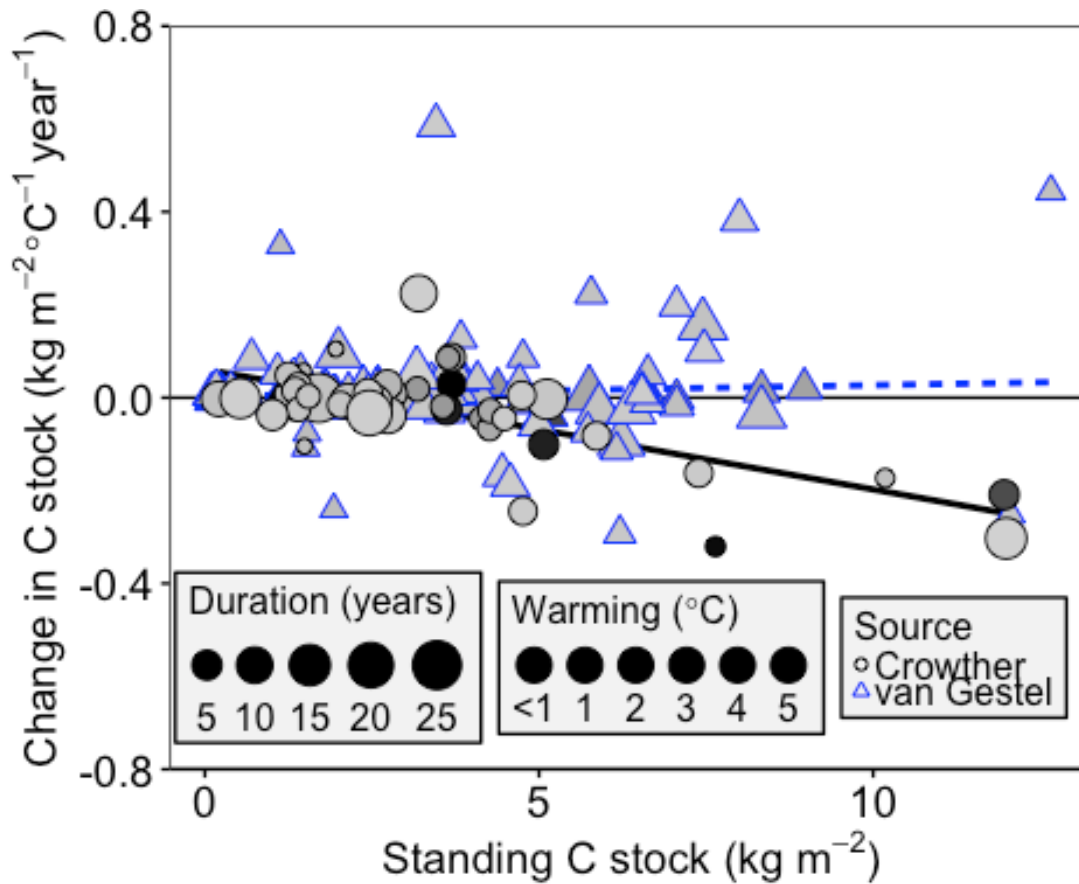 Change in C stock (kg m⁻²°C⁻¹ year⁻¹)
0.8
0.4
0.0
-0.4
-0.8
Duration (years)
5 10 15 20 25
Warming (°C)
<1 1 2 3 4 5
Source
Crowther
van Gestel
0 5 10
Standing C stock (kg m⁻²)